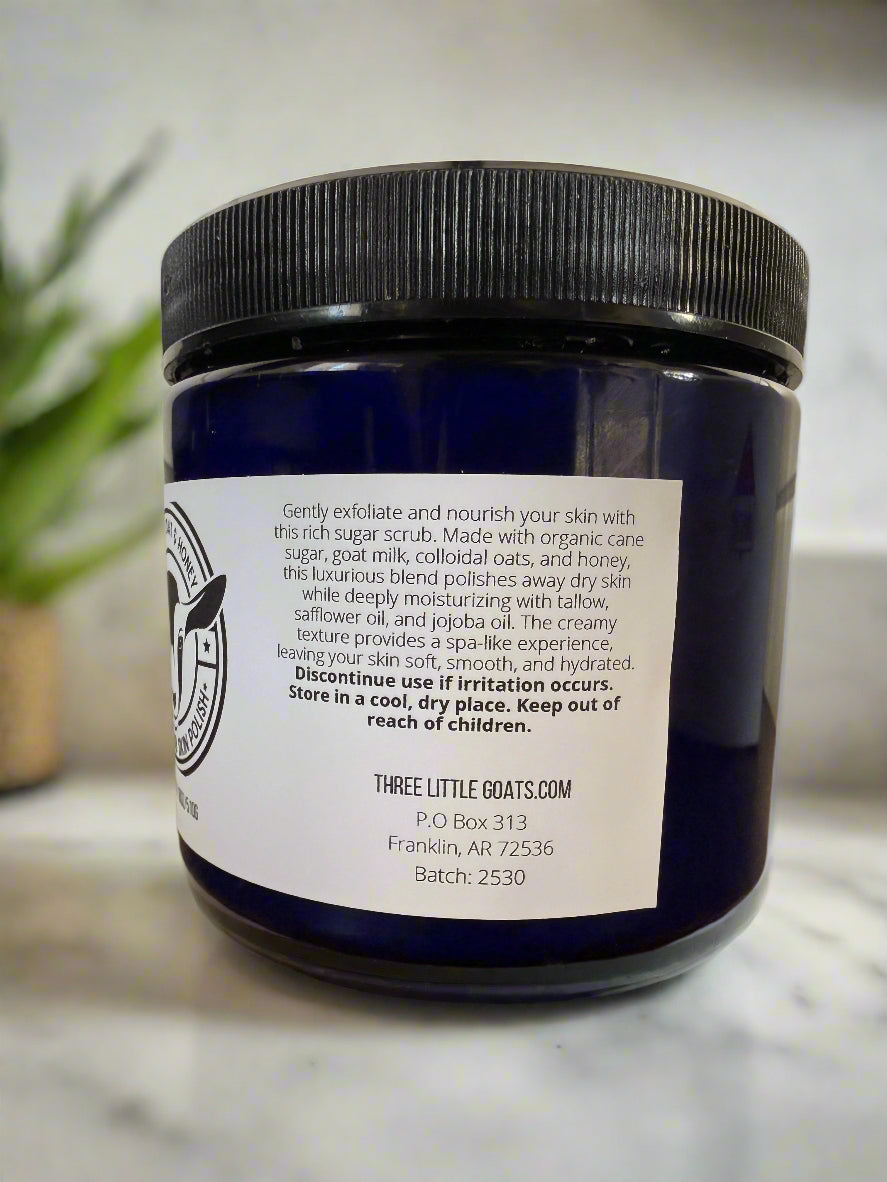 Gently exfoliate and nourish your skin with
this rich sugar scrub. Made with organic cane
sugar, goat milk, colloidal oats, and honey,
this luxurious blend polishes away dry skin
while deeply moisturizing with tallow,
safflower oil, and jojoba oil. The creamy
texture provides a spa-like experience,
leaving your skin soft, smooth, and hydrated.
Discontinue use if irritation occurs.
Store in a cool, dry place. Keep out of
reach of children.
THREE LITTLE GOATS.COM
P.O Box 313
Franklin, AR 72536
Batch: 2530
& HONEY
POLISH